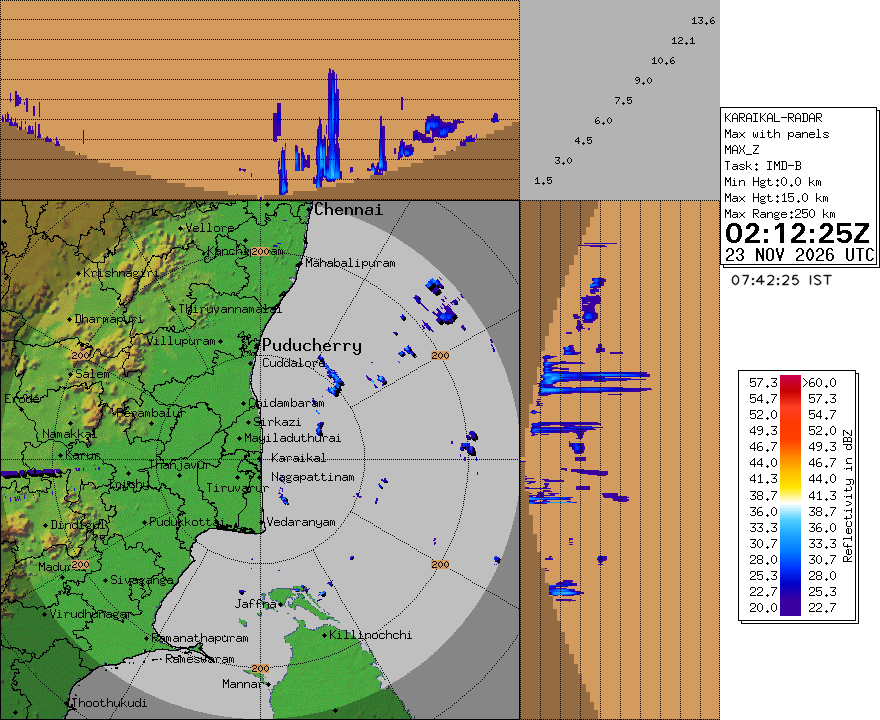 13.6
12.1
10.6
9.0
7.5
6.0
4.5
3.0
1.5
KARAIKAL-RADAR
Max with panels
MAX_Z
Task: IMD-B
Min Hgt:0.0 km
Max Hgt:15.0 km
Max Range:250 km
02:12:25Z
23 NOV 2026 UTC
07:42:25 IST
Chennai
Vellore
200
Mahabalipuram
Krishnagiri
Thiruvannamalai
Dharmapuri
Villupuram
Puducherry
200
200
Cuddalore
Salem
Chidambaram
Perambalur
Sirkazi
Namakkal
Mayiladuthurai
Karur
Karaikal
Thanjavur
Nagapattinam
Tiruvarur
Pudukkottai
Vedaranyam
Dindigul
200
200
Sivaganga
Jaffna
Virudhunagar
Killinochchi
Ramanathapuram
Rameswaram
200
Mannar
Thoothukudi
57.3 >60.0
54.7 57.3
52.0 54.7
49.3 52.0
46.7 49.3
44.0 46.7
41.3 44.0
38.7 41.3
36.0 38.7
33.3 36.0
30.7 33.3
28.0 30.7
25.3 28.0
22.7 25.3
20.0 22.7
Reflectivity in dBZ